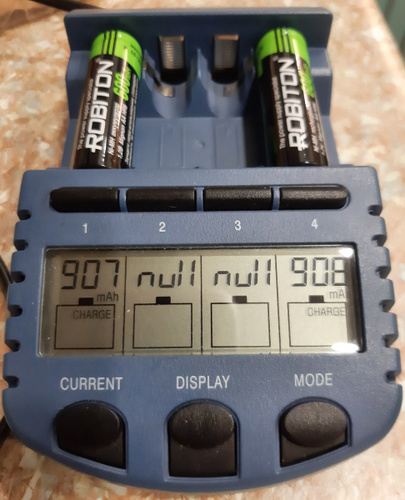 ROBITON
ROBITON
1 2 3 4
907 null null 908
mAh mA
CHARGE CHARGE
CURRENT DISPLAY MODE